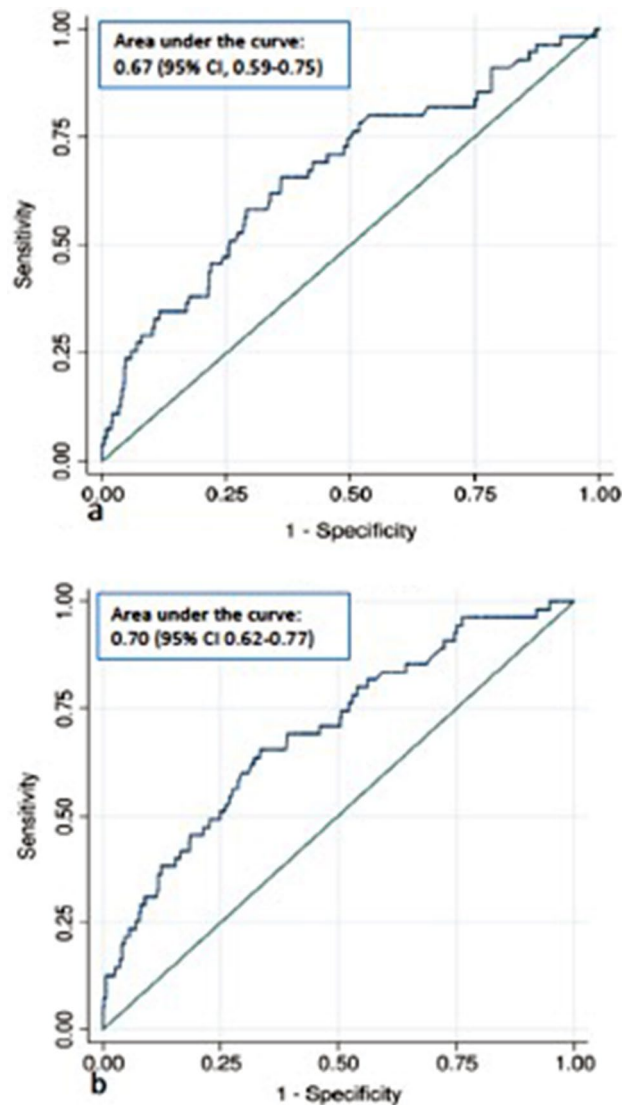 Area under the curve:
0.67 (95% CI, 0.59-0.75)
1.00
0.75
0.50
0.25
0.00
Sensitivity
0.00 0.25 0.50 0.75 1.00
a
1 - Specificity
Area under the curve:
0.70 (95% CI 0.62-0.77)
1.00
0.75
0.50
0.25
0.00
Sensitivity
0.00 0.25 0.50 0.75 1.00
b
1 - Specificity